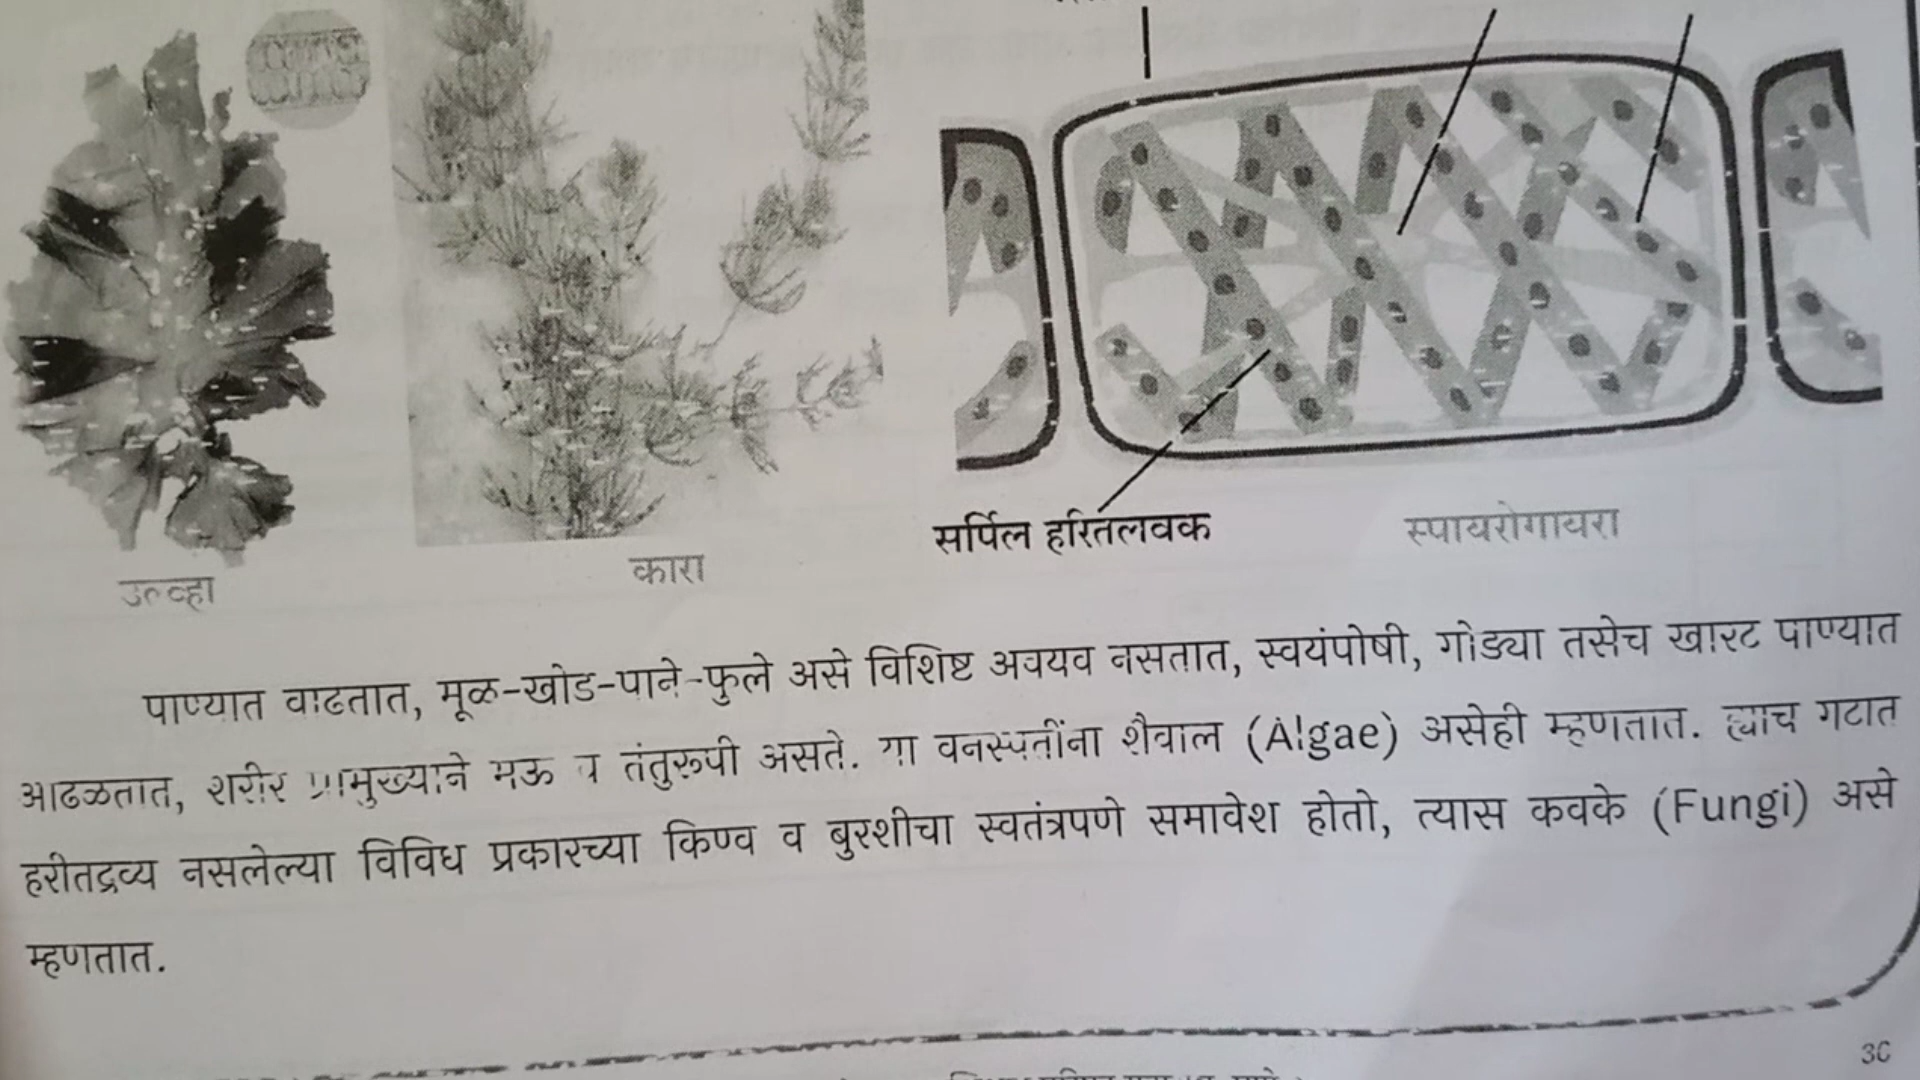 सर्पिल हरितलवक
स्पायरोगायरा
कारा
उल्व्हा
पाण्यात वाढतात, मूळ-खोड-पाने-फुले असे विशिष्ट अवयव नसतात, स्वयंपोषी, गोड्या तसेच खारट पाण्यात
आढळतात, शरीर प्रामुख्याने मऊ व तंतुरूपी असते. या वनस्पतींना शैवाल (Algae) असेही म्हणतात. ह्याच गटात
हरीतद्रव्य नसलेल्या विविध प्रकारच्या किण्व व बुरशीचा स्वतंत्रपणे समावेश होतो, त्यास कवके (Fungi) असे
म्हणतात.